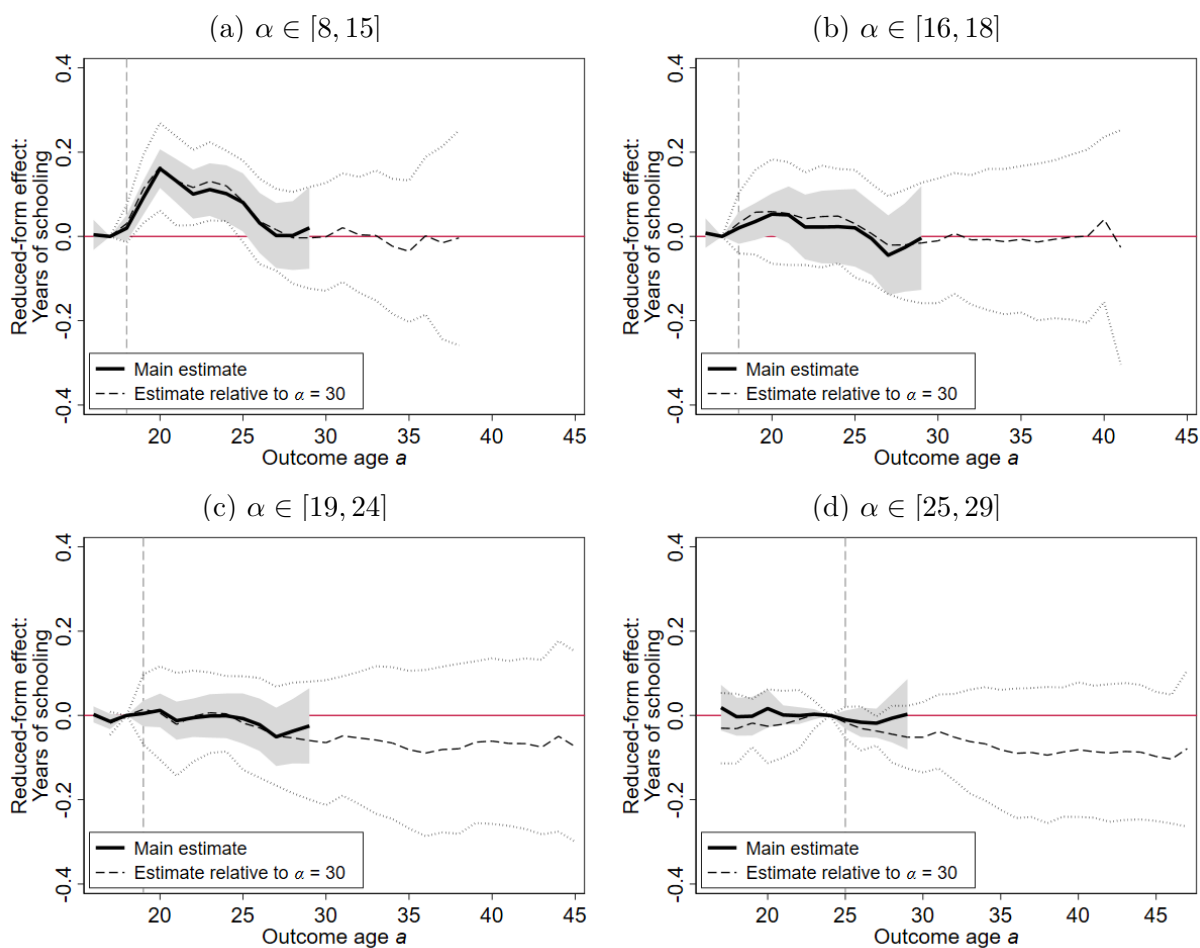 (a) α ∈ [8, 15]
Reduced-form effect:
Years of schooling
0.4
0.2
0.0
-0.2
-0.4
Main estimate
Estimate relative to α = 30
20 25 30 35 40 45
Outcome age a
(b) α ∈ [16, 18]
Reduced-form effect:
Years of schooling
0.4
0.2
0.0
-0.2
-0.4
Main estimate
Estimate relative to α = 30
20 25 30 35 40 45
Outcome age a
(c) α ∈ [19, 24]
Reduced-form effect:
Years of schooling
0.4
0.2
0.0
-0.2
-0.4
Main estimate
Estimate relative to α = 30
20 25 30 35 40 45
Outcome age a
(d) α ∈ [25, 29]
Reduced-form effect:
Years of schooling
0.4
0.2
0.0
-0.2
-0.4
Main estimate
Estimate relative to α = 30
20 25 30 35 40 45
Outcome age a